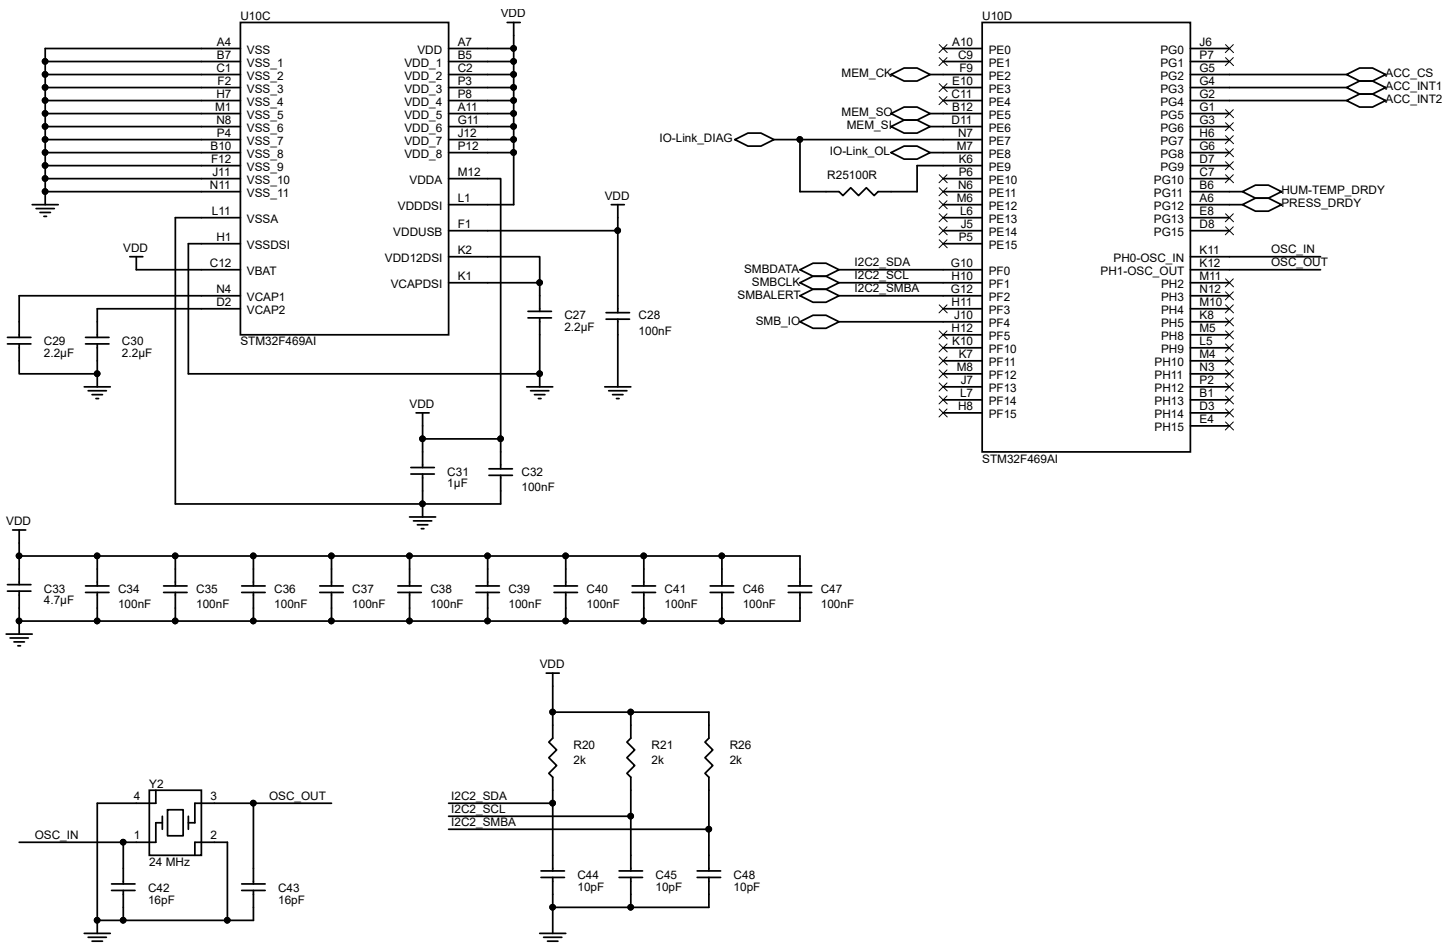 U10C
VDD
A4 VSS VDD A7
B7 VSS_1 VDD_1 B5
C1 VSS_2 VDD_2 C2
F2 VSS_3 VDD_3 P3
H7 VSS_4 VDD_4 P8
M1 VSS_5 VDD_5 A11
N8 VSS_6 VDD_6 G11
P4 VSS_7 VDD_7 J12
B10 VSS_8 VDD_8 P12
F12 VSS_9
J11 VSS_10 VDDA M12
N11 VSS_11
VDDDSI L1
L11 VSSA
VDDUSB F1
VDD
H1 VSSDSI
VDD12DSI K2
VDD
C12 VBAT
VCAPDSI K1
N4 VCAP1
D2 VCAP2
STM32F469AI
C29
2.2µF
C30
2.2µF
C27
2.2µF
C28
100nF
VDD
C31
1µF
C32
100nF
U10D
A10 PE0 PG0 J6
C9 PE1 PG1 P7
MEM_CK F9 PE2 PG2 G5 ACC_CS
E10 PE3 PG3 G4 ACC_INT1
C11 PE4 PG4 G2 ACC_INT2
MEM_SO B12 PE5 PG5 G1
MEM_SI D11 PE6 PG6 G3
IO-Link_DIAG N7 PE7 PG7 H6
IO-Link_OL M7 PE8 PG8 G6
K6 PE9 PG9 D7
R25100R P6 PE10 PG10 C7
N6 PE11 PG11 B6 HUM-TEMP_DRDY
M6 PE12 PG12 A6 PRESS_DRDY
L6 PE13 PG13 E8
J5 PE14 PG15 D8
P5 PE15
PH0-OSC_IN K11 OSC_IN
SMBDATA I2C2_SDA G10 PF0 PH1-OSC_OUT K12 OSC_OUT
SMBCLK I2C2_SCL H10 PF1 PH2 M11
SMBALERT I2C2_SMBA G12 PF2 PH3 N12
H11 PF3 PH4 M10
SMB_IO J10 PF4 PH5 K8
H12 PF5 PH8 M5
K10 PF10 PH9 L5
K7 PF11 PH10 M4
M8 PF12 PH11 N3
J7 PF13 PH12 P2
L7 PF14 PH13 B1
H8 PF15 PH14 D3
PH15 E4
STM32F469AI
VDD
C33
4.7µF
C34
100nF
C35
100nF
C36
100nF
C37
100nF
C38
100nF
C39
100nF
C40
100nF
C41
100nF
C46
100nF
C47
100nF
Y2
4 3 OSC_OUT
OSC_IN 1 2
24 MHz
C42
16pF
C43
16pF
VDD
R20
2k
R21
2k
R26
2k
I2C2_SDA
I2C2_SCL
I2C2_SMBA
C44
10pF
C45
10pF
C48
10pF